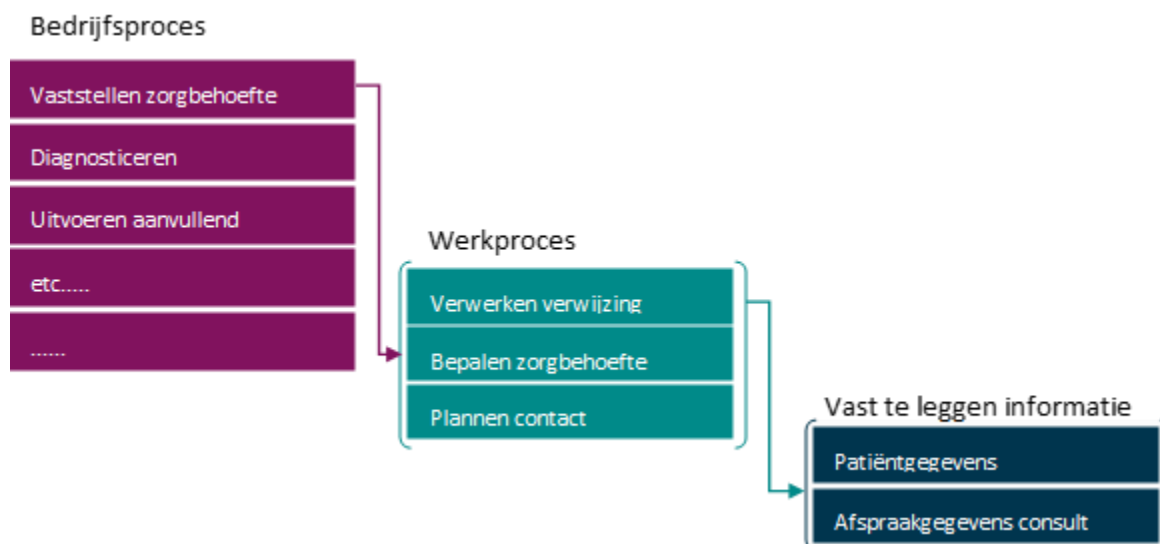 Bedrijfsproces
Vaststellen zorgbehoefte
Diagnosticeren
Uitvoeren aanvullend
etc.....
......
Werkproces
Verwerken verwijzing
Bepalen zorgbehoefte
Plannen contact
Vast te leggen informatie
Patiëntgegevens
Afspraakgegevens consult